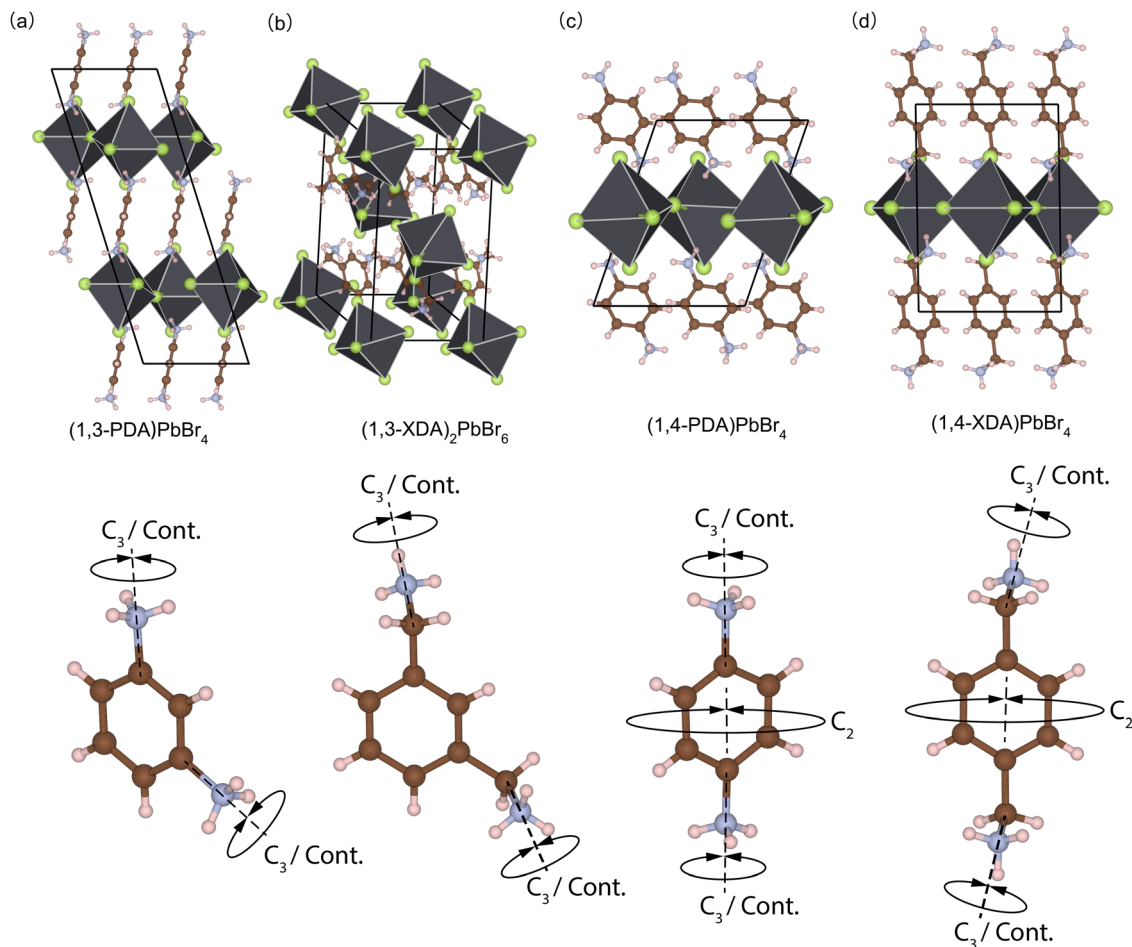 (a)
(b)
(c)
(d)
(1,3-PDA)PbBr₄
(1,3-XDA)₂PbBr₆
(1,4-PDA)PbBr₄
(1,4-XDA)PbBr₄
C₃/ Cont.
C₃/ Cont.
C₃/ Cont.
C₃/ Cont.
C₃/ Cont.
C₃/ Cont.
C₂
C₃/ Cont.
C₂
C₃/ Cont.